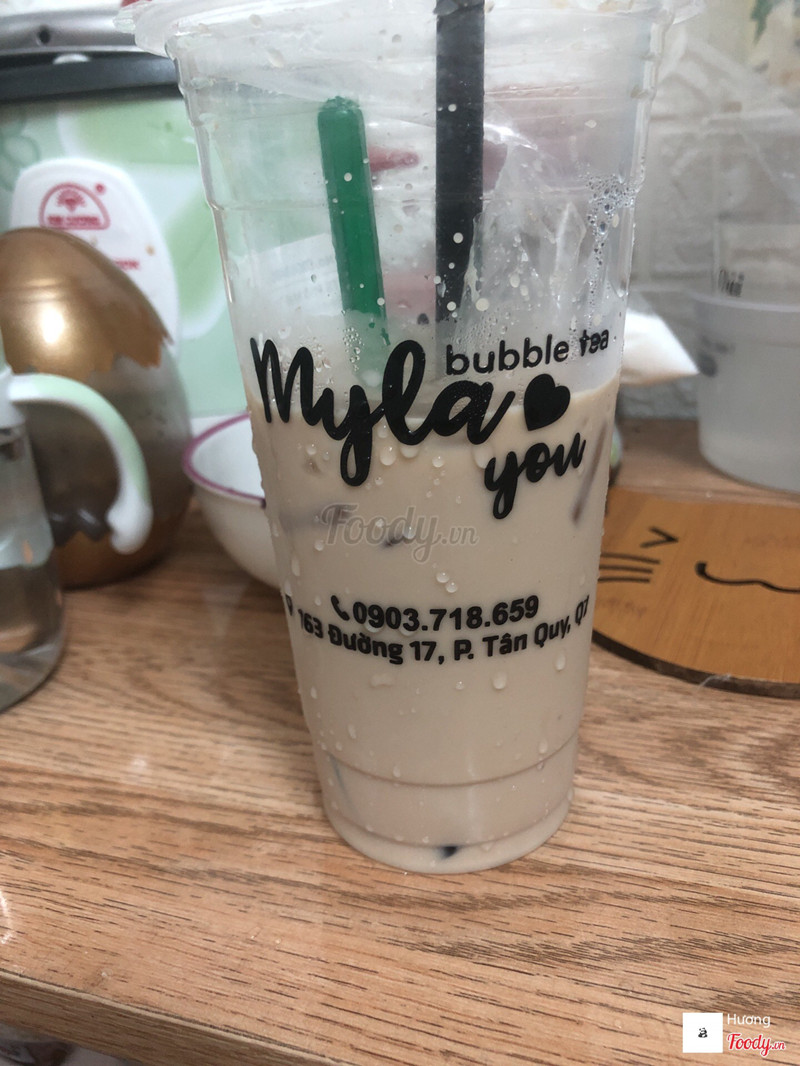 bubble tea
Myla
you
Foody.vn
0903.718.659
163 Đường 17, P. Tân Quy, Q7
Hương
Foody.vn